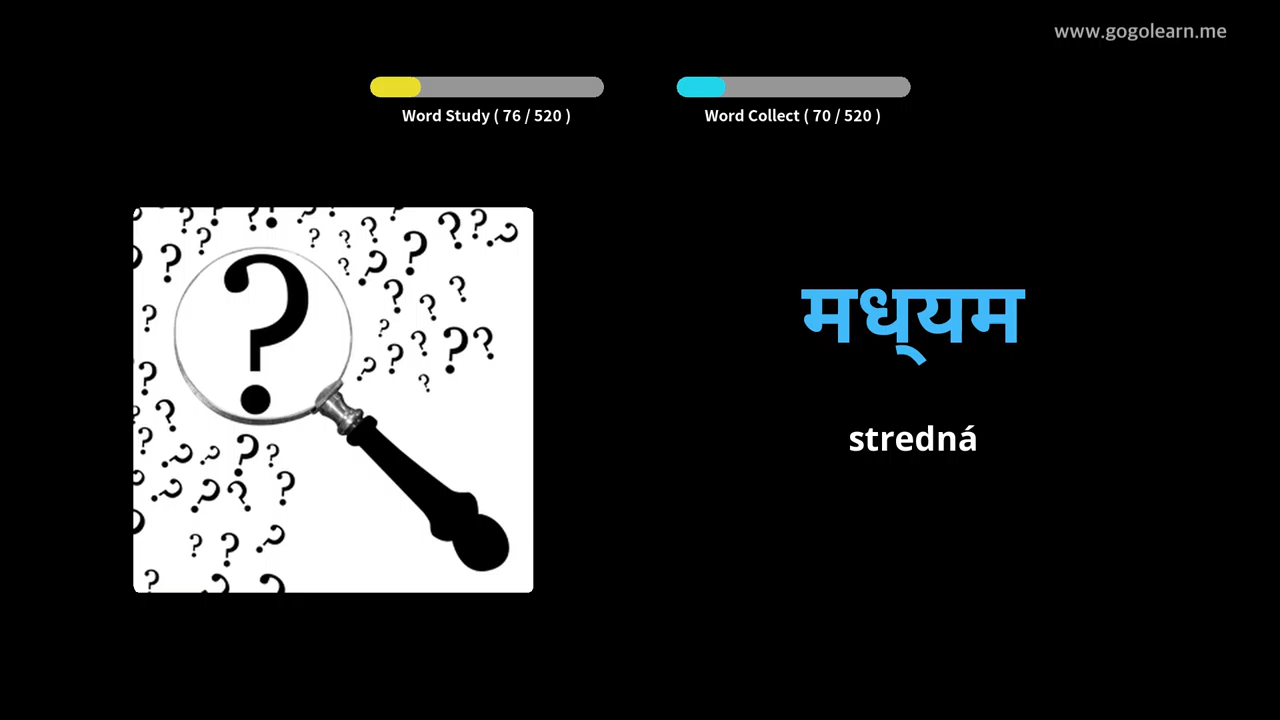 www.gogolearn.me
Word Study ( 76 / 520 )
Word Collect ( 70 / 520 )
मध्‌यम
stredná